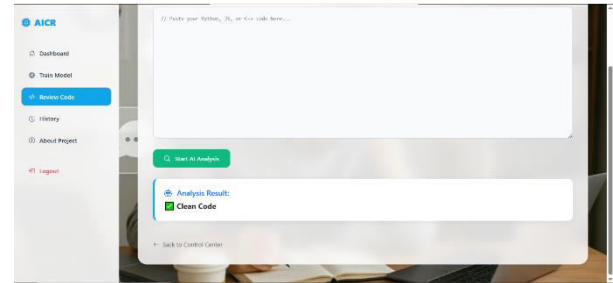 AICR
Dashboard
Train Model
Review Code
History
About Project
Logout
// Paste your Python, JS, or C++ code here...
Start AI Analysis
Analysis Result:
Clean Code
← Back to Control Center